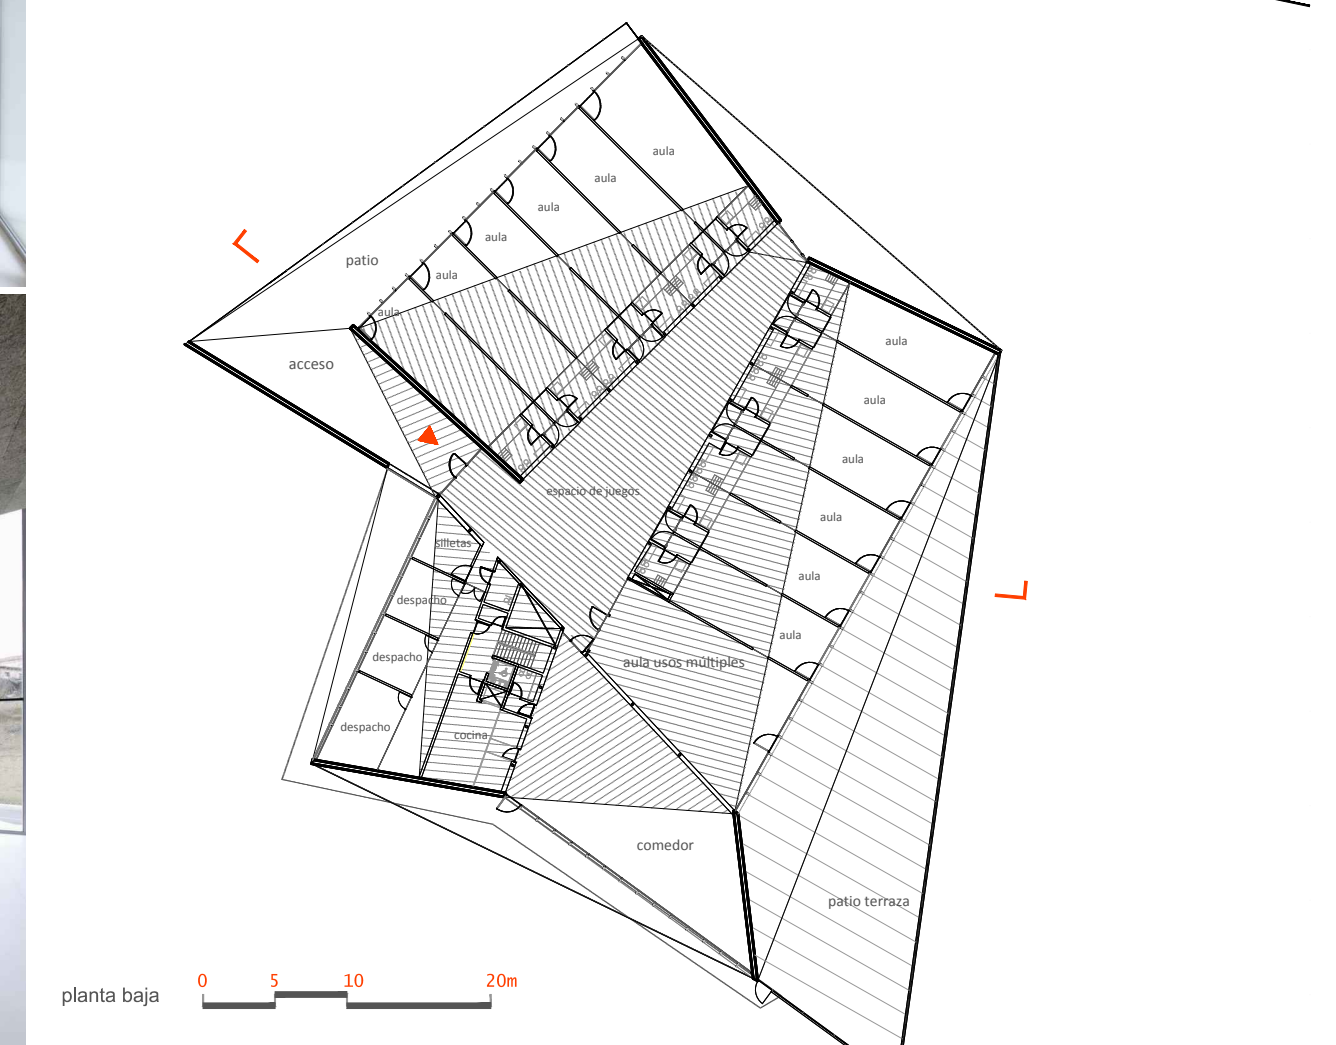 aula
aula
aula
aula
patio
aula
aula
acceso
aula
aula
aula
espacio de juegos
aula
silletas
aula
despacho
aula
despacho
aula usos múltiples
despacho
cocina
comedor
patio terraza
0 5 10 20m
planta baja